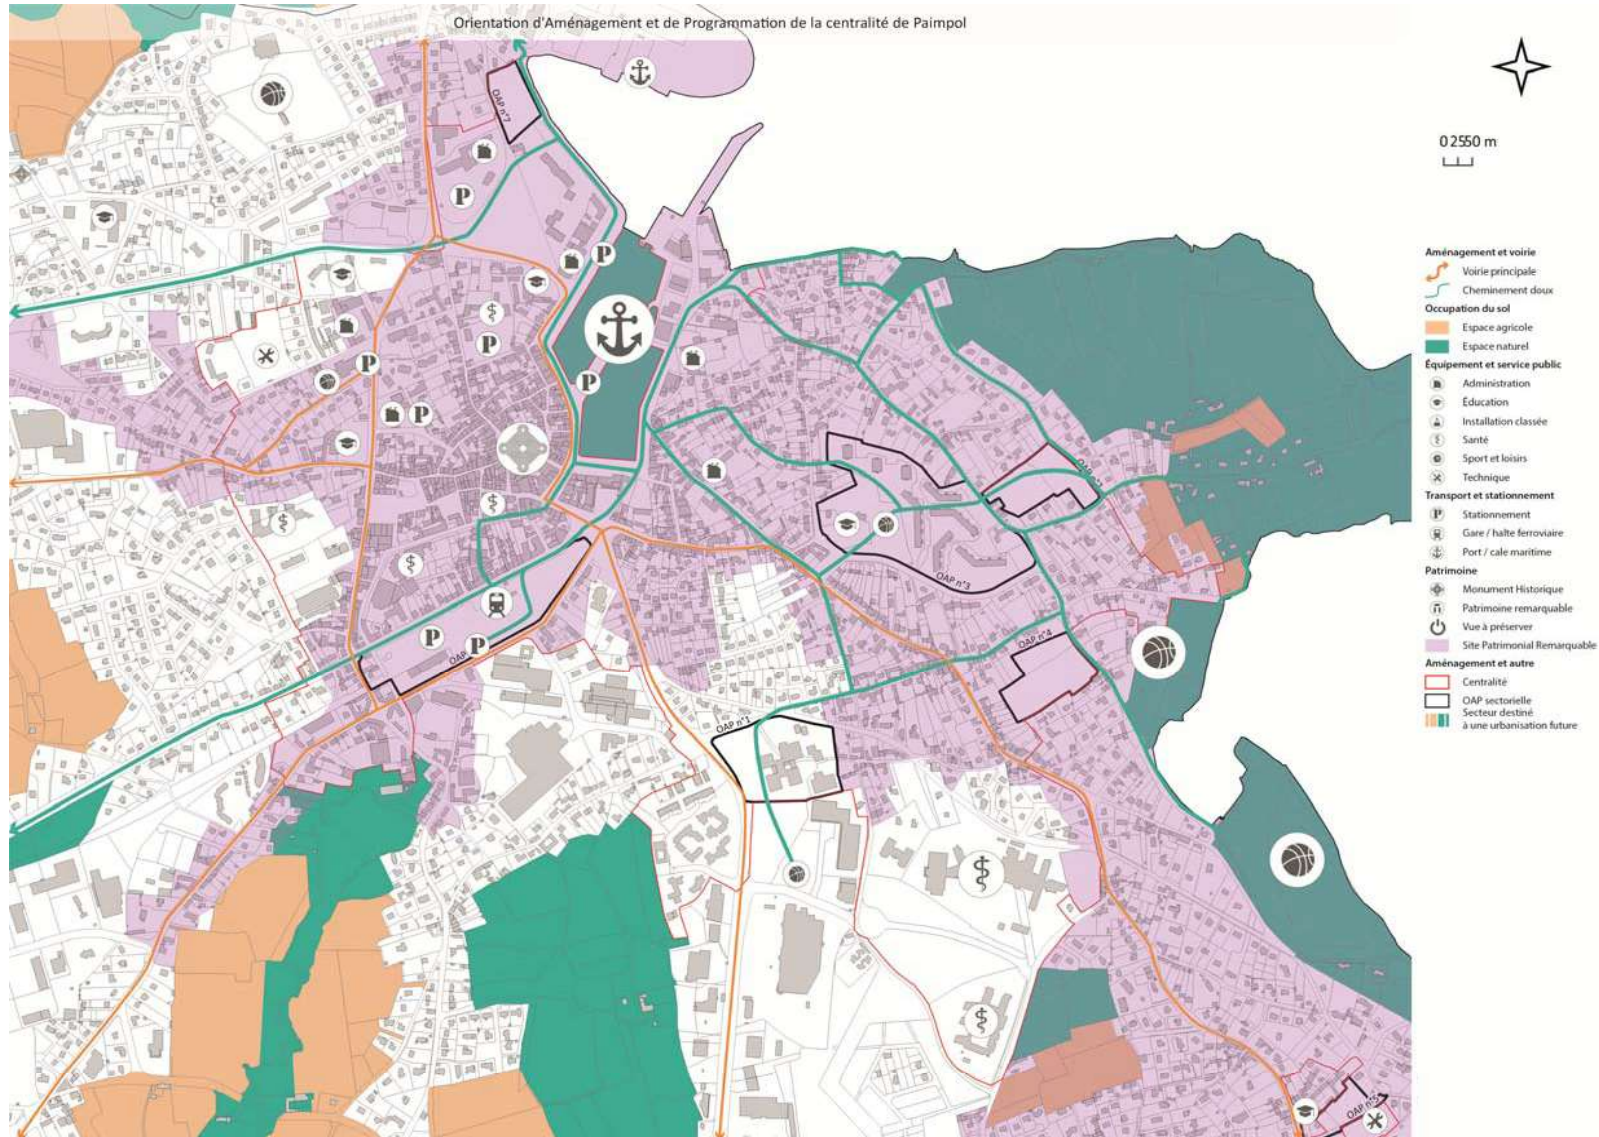 Orientation d'Aménagement et de Programmation de la centralité de Paimpol
0 2550 m
Aménagement et voirie
Voirie principale
Cheminement doux
Occupation du sol
Espace agricole
Espace naturel
Équipement et service public
Administration
Éducation
Installation classée
Santé
Sport et loisirs
Technique
Transport et stationnement
P Stationnement
Gare / halte ferroviaire
Port / cale maritime
Patrimoine
Monument Historique
Patrimoine remarquable
Vue à préserver
Site Patrimonial Remarquable
Aménagement et autre
Centralité
OAP sectorielle
Secteur destiné
à une urbanisation future
OAP n°7
P
P
P
P
P
P
OAP n°3
OAP n°4
P
P
OAP
OAP n°1
OAP n°5